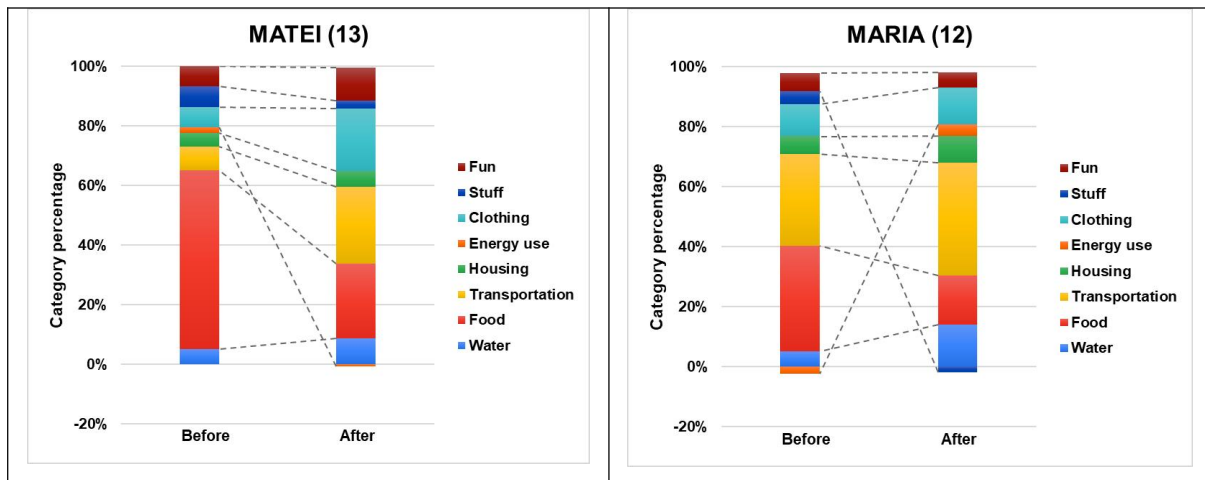 MATEI (13)
100%
80%
60%
40%
20%
0%
-20%
Category percentage
Before
After
Fun
Stuff
Clothing
Energy use
Housing
Transportation
Food
Water
MARIA (12)
100%
80%
60%
40%
20%
0%
-20%
Category percentage
Before
After
Fun
Stuff
Clothing
Energy use
Housing
Transportation
Food
Water